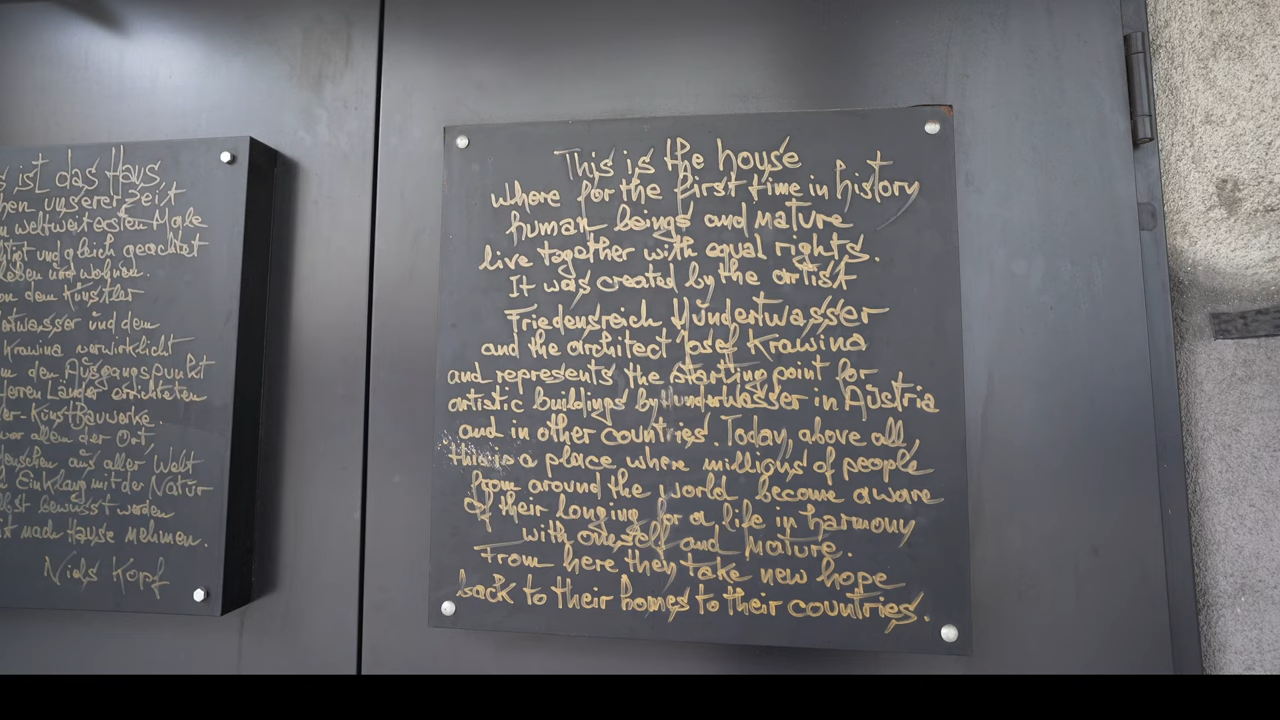 ist das Haus
unserer Zeit
weltweit ersten Male
und gleich geachtet
leben und wohnen.
dem Künstler
und dem
Krawina verwirklicht
den Ausgangspunkt
Länder errichteten
Kunstbauwerke.
vor allem der Ort,
Menschen aus aller Welt
Einklang mit der Natur
bewusst werden
nach Hause nehmen.
Niels Kopf
This is the house
where for the first time in history
human beings and nature
live together with equal rights.
It was created by the artist
Friedensreich Hundertwasser
and the architect Josef Krawina
and represents the starting point for
artistic buildings by Hundertwasser in Austria
and in other countries. Today, above all,
this is a place where millions of people
from around the world become aware
of their longing for a life in harmony
with oneself and nature.
From here they take new hope
back to their homes to their countries.